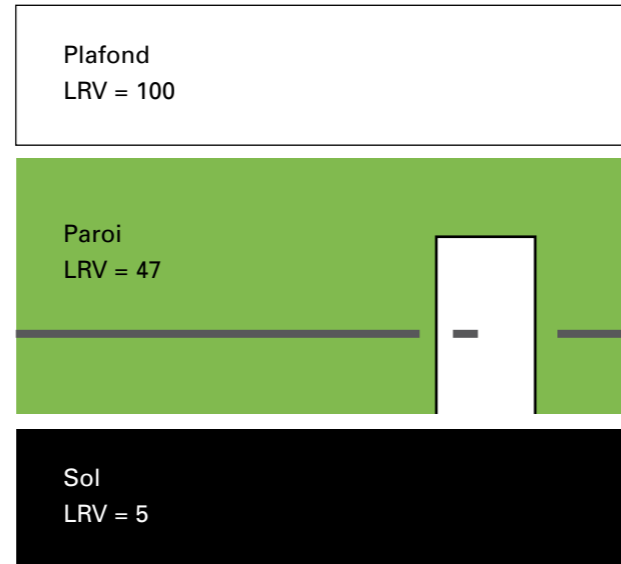 Plafond
LRV = 100
Paroi
LRV = 47
Sol
LRV = 5